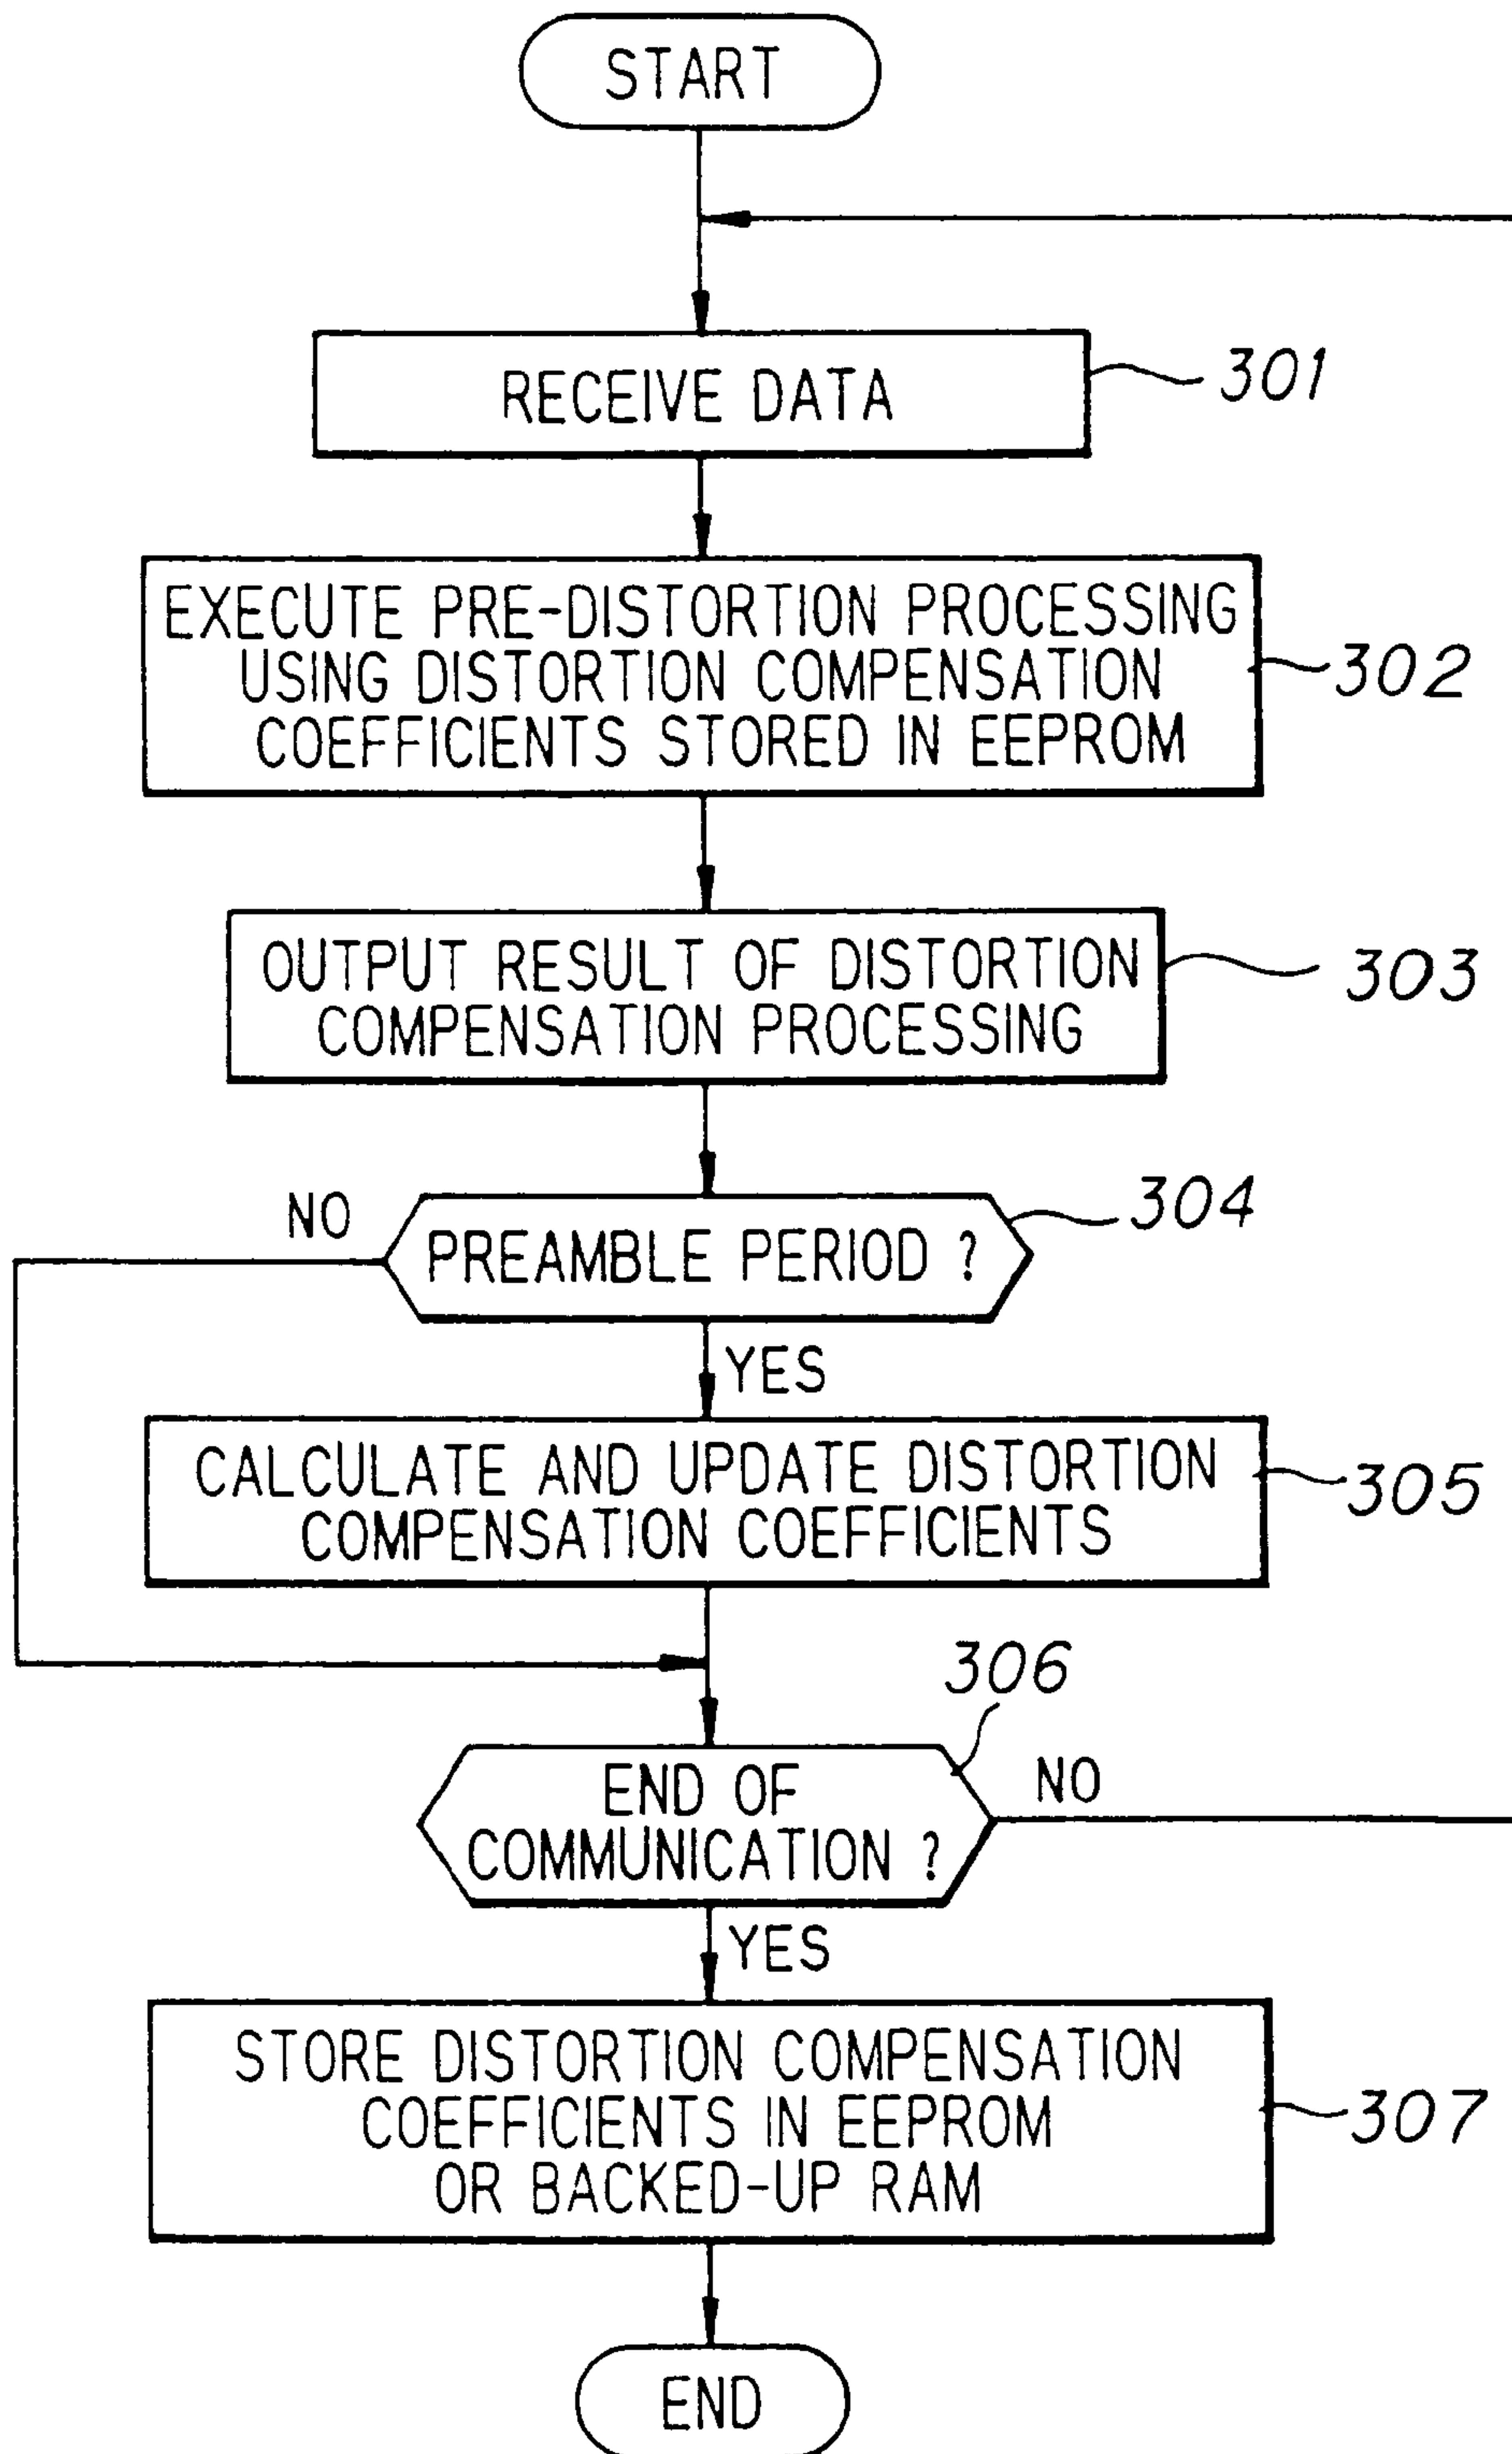 START
RECEIVE DATA
301
EXECUTE PRE-DISTORTION PROCESSING
USING DISTORTION COMPENSATION
COEFFICIENTS STORED IN EEPROM
302
OUTPUT RESULT OF DISTORTION
COMPENSATION PROCESSING
303
NO
PREAMBLE PERIOD ?
304
YES
CALCULATE AND UPDATE DISTORTION
COMPENSATION COEFFICIENTS
305
306
END OF
COMMUNICATION ?
NO
YES
STORE DISTORTION COMPENSATION
COEFFICIENTS IN EEPROM
OR BACKED-UP RAM
307
END